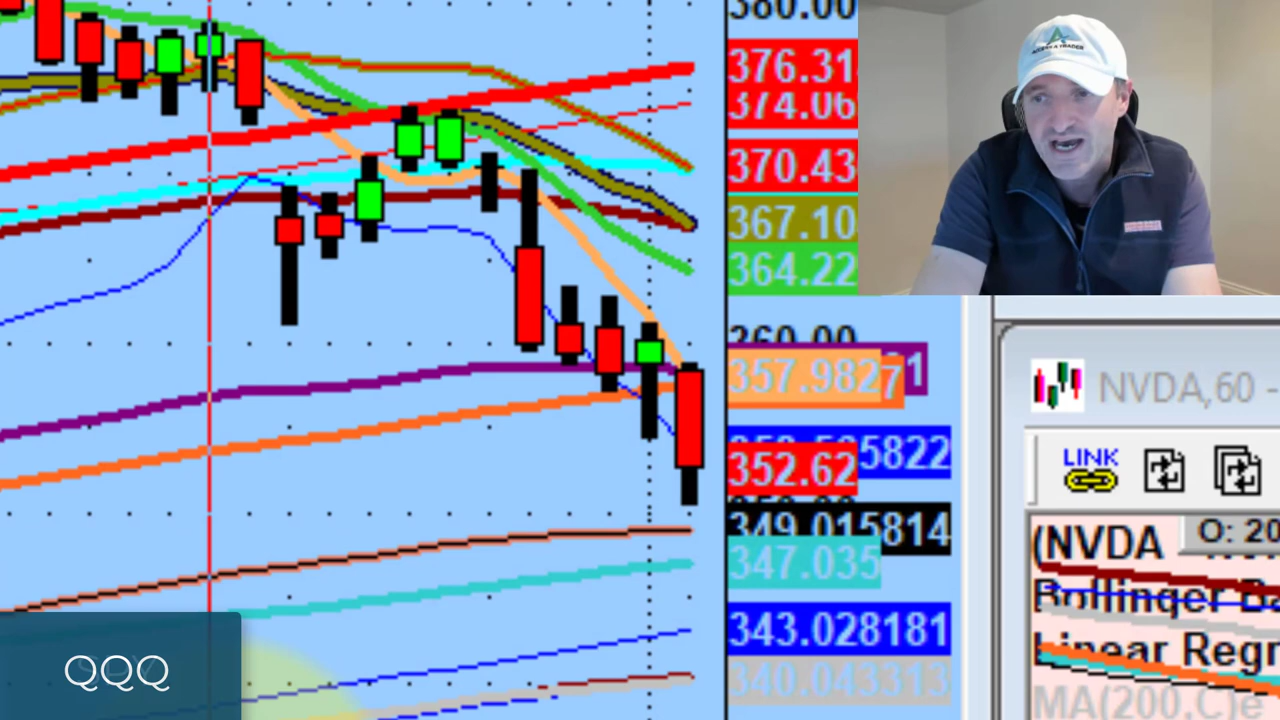 380.00
376.31
374.06
370.43
367.10
364.22
360.00
357.9827
1
5822
352.62
349.015814
347.035
343.028181
340.043313
NVDA,60 -
LINK
(NVDA
O: 20
Bollinger Ba
Linear Regr
MA(200,C)e
QQQ